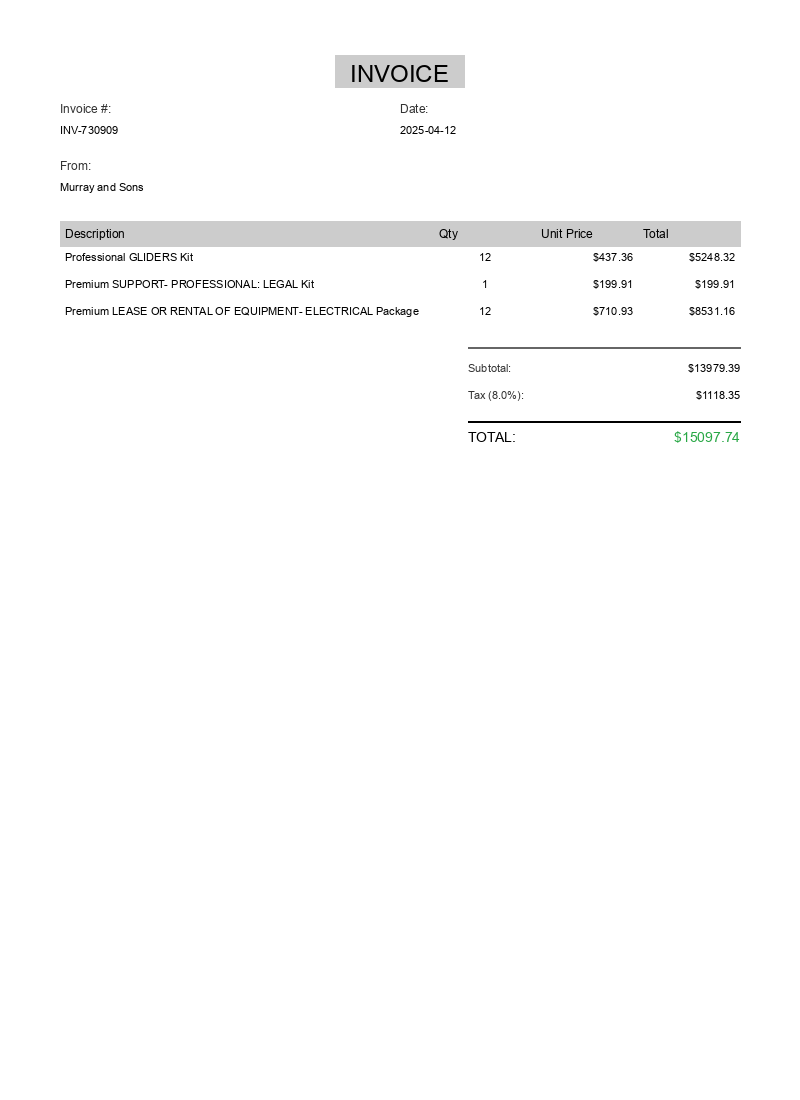 INVOICE
Invoice #: Date:
INV-730909 2025-04-12
From:
Murray and Sons
Description Qty Unit Price Total
Professional GLIDERS Kit 12 $437.36 $5248.32
Premium SUPPORT- PROFESSIONAL: LEGAL Kit 1 $199.91 $199.91
Premium LEASE OR RENTAL OF EQUIPMENT- ELECTRICAL Package 12 $710.93 $8531.16
Subtotal: $13979.39
Tax (8.0%): $1118.35
TOTAL: $15097.74